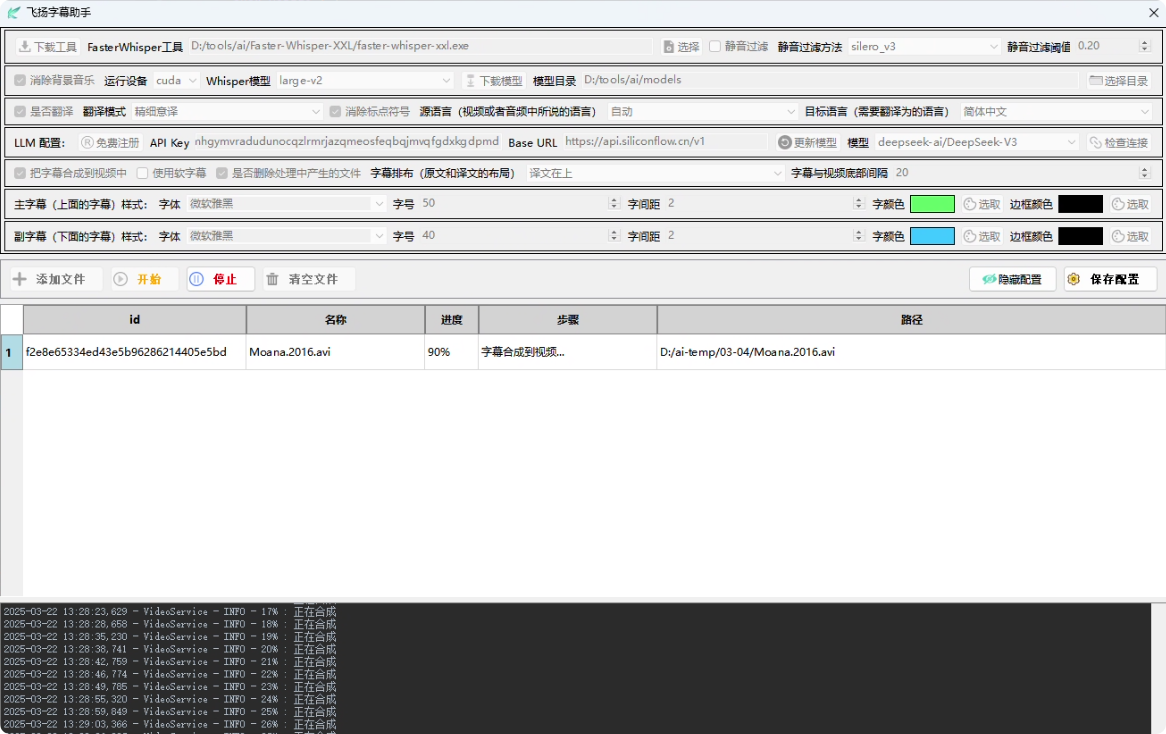 飞扬字幕助手
下载工具 FasterWhisper工具 D:/tools/ai/Faster-Whisper-XXL/faster-whisper-xxl.exe 选择 静音过滤 静音过滤方法 silero_v3 静音过滤阈值 0.20
消除背景音乐 运行设备 cuda Whisper模型 large-v2 下载模型 模型目录 D:/tools/ai/models 选择目录
是否翻译 翻译模式 精细意译 消除标点符号 源语言（视频或者音频中所说的语言） 自动 目标语言（需要翻译为的语言） 简体中文
LLM 配置: 免费注册 API Key Base URL https://api.siliconflow.cn/v1 更新模型 模型 deepseek-ai/DeepSeek-V3 检查连接
把字幕合成到视频中 使用软字幕 是否删除处理中产生的文件 字幕排布（原文和译文的布局） 译文在上 字幕与视频底部间隔 20
主字幕（上面的字幕）样式: 字体 微软雅黑 字号 50 字间距 2 字颜色 选取 边框颜色 选取
副字幕（下面的字幕）样式: 字体 微软雅黑 字号 40 字间距 2 字颜色 选取 边框颜色 选取
添加文件 开始 停止 清空文件 隐藏配置 保存配置
id 名称 进度 步骤 路径
1 f2e8e65334ed43e5b96286214405e5bd Moana.2016.avi 90% 字幕合成到视频... D:/ai-temp/03-04/Moana.2016.avi
2025-03-22 13:28:23,629 - VideoService - INFO - 17% : 正在合成
2025-03-22 13:28:28,658 - VideoService - INFO - 18% : 正在合成
2025-03-22 13:28:35,230 - VideoService - INFO - 19% : 正在合成
2025-03-22 13:28:38,741 - VideoService - INFO - 20% : 正在合成
2025-03-22 13:28:42,759 - VideoService - INFO - 21% : 正在合成
2025-03-22 13:28:46,774 - VideoService - INFO - 22% : 正在合成
2025-03-22 13:28:49,785 - VideoService - INFO - 23% : 正在合成
2025-03-22 13:28:55,320 - VideoService - INFO - 24% : 正在合成
2025-03-22 13:28:59,849 - VideoService - INFO - 25% : 正在合成
2025-03-22 13:29:03,366 - VideoService - INFO - 26% : 正在合成